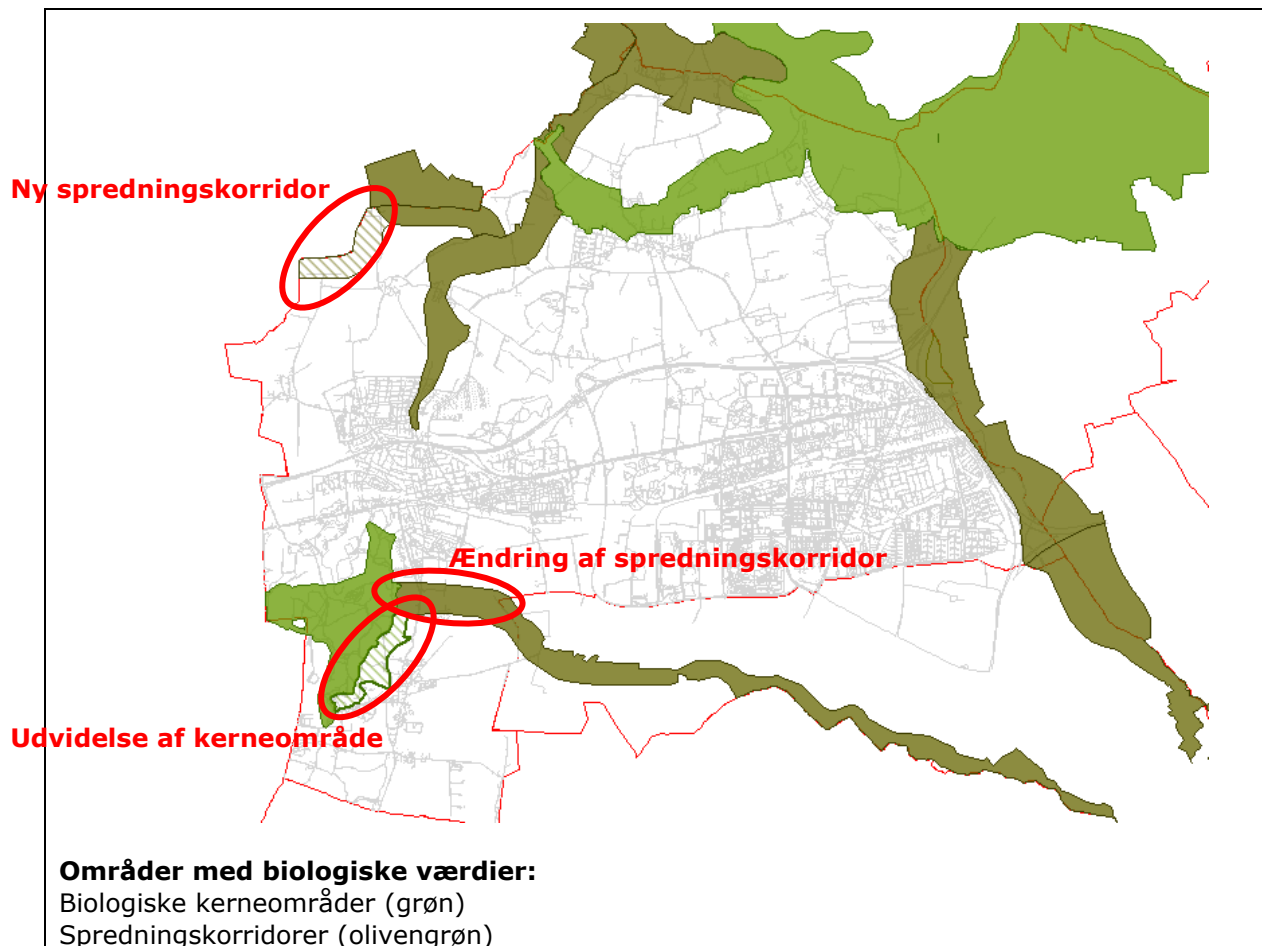 Ny spredningskorridor
Ændring af spredningskorridor
Udvidelse af kerneområde
Områder med biologiske værdier:
Biologiske kerneområder (grøn)
Spredningskorridorer (olivengrøn)